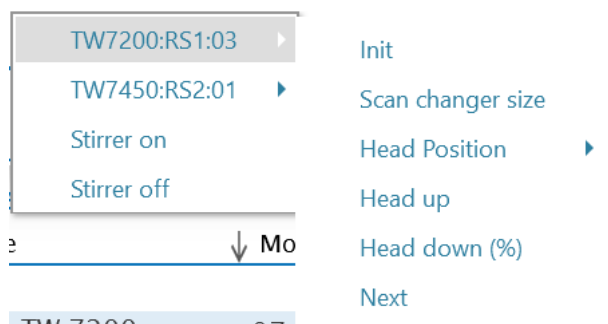 TW7200:RS1:03
TW7450:RS2:01
Stirrer on
Stirrer off
e Mo
Init
Scan changer size
Head Position
Head up
Head down (%)
Next